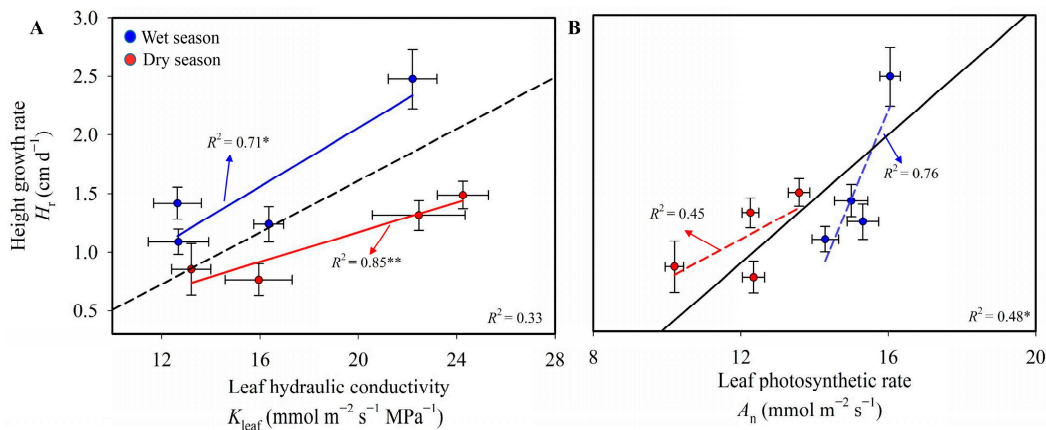 A
B
Wet season
Dry season
3.0
2.5
2.0
1.5
1.0
0.5
Height growth rate
H_r (cm d⁻¹)
R² = 0.71*
R² = 0.85**
R² = 0.33
12 16 20 24 28
Leaf hydraulic conductivity
K_leaf (mmol m⁻² s⁻¹ MPa⁻¹)
R² = 0.45
R² = 0.76
R² = 0.48*
8 12 16 20
Leaf photosynthetic rate
A_n (mmol m⁻² s⁻¹)